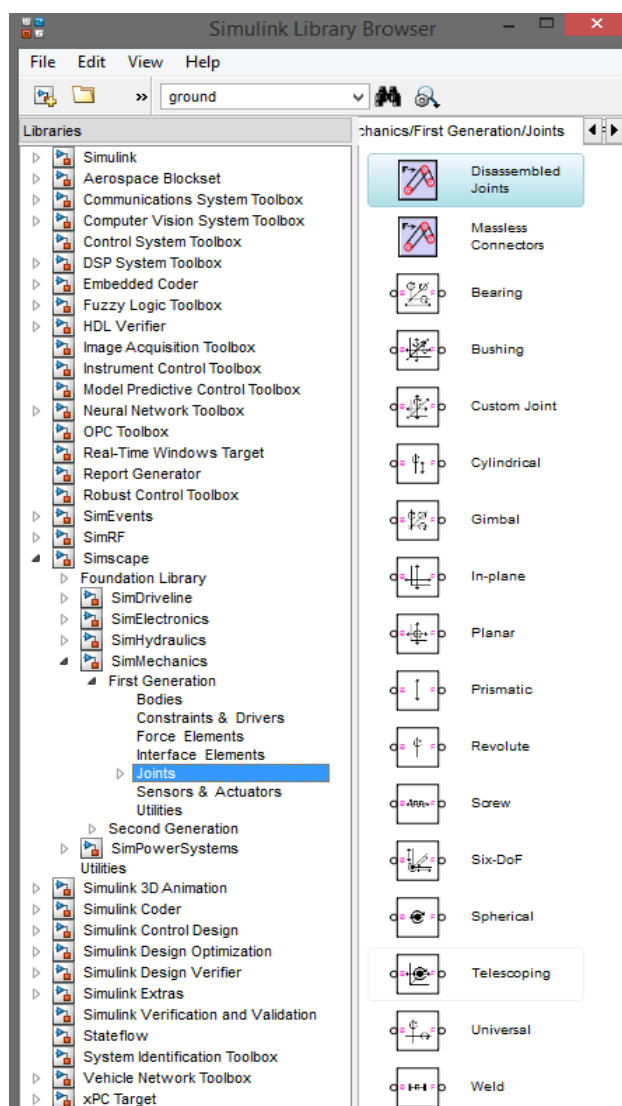 Simulink Library Browser
File Edit View Help
» ground
Libraries
chanics/First Generation/Joints
Simulink
Aerospace Blockset
Communications System Toolbox
Computer Vision System Toolbox
Control System Toolbox
DSP System Toolbox
Embedded Coder
Fuzzy Logic Toolbox
HDL Verifier
Image Acquisition Toolbox
Instrument Control Toolbox
Model Predictive Control Toolbox
Neural Network Toolbox
OPC Toolbox
Real-Time Windows Target
Report Generator
Robust Control Toolbox
SimEvents
SimRF
Simscape
Foundation Library
SimDriveline
SimElectronics
SimHydraulics
SimMechanics
First Generation
Bodies
Constraints & Drivers
Force Elements
Interface Elements
Joints
Sensors & Actuators
Utilities
Second Generation
SimPowerSystems
Utilities
Simulink 3D Animation
Simulink Coder
Simulink Control Design
Simulink Design Optimization
Simulink Design Verifier
Simulink Extras
Simulink Verification and Validation
Stateflow
System Identification Toolbox
Vehicle Network Toolbox
xPC Target
Disassembled
Joints
Massless
Connectors
Bearing
Bushing
Custom Joint
Cylindrical
Gimbal
In-plane
Planar
Prismatic
Revolute
Screw
Six-DoF
Spherical
Telescoping
Universal
Weld